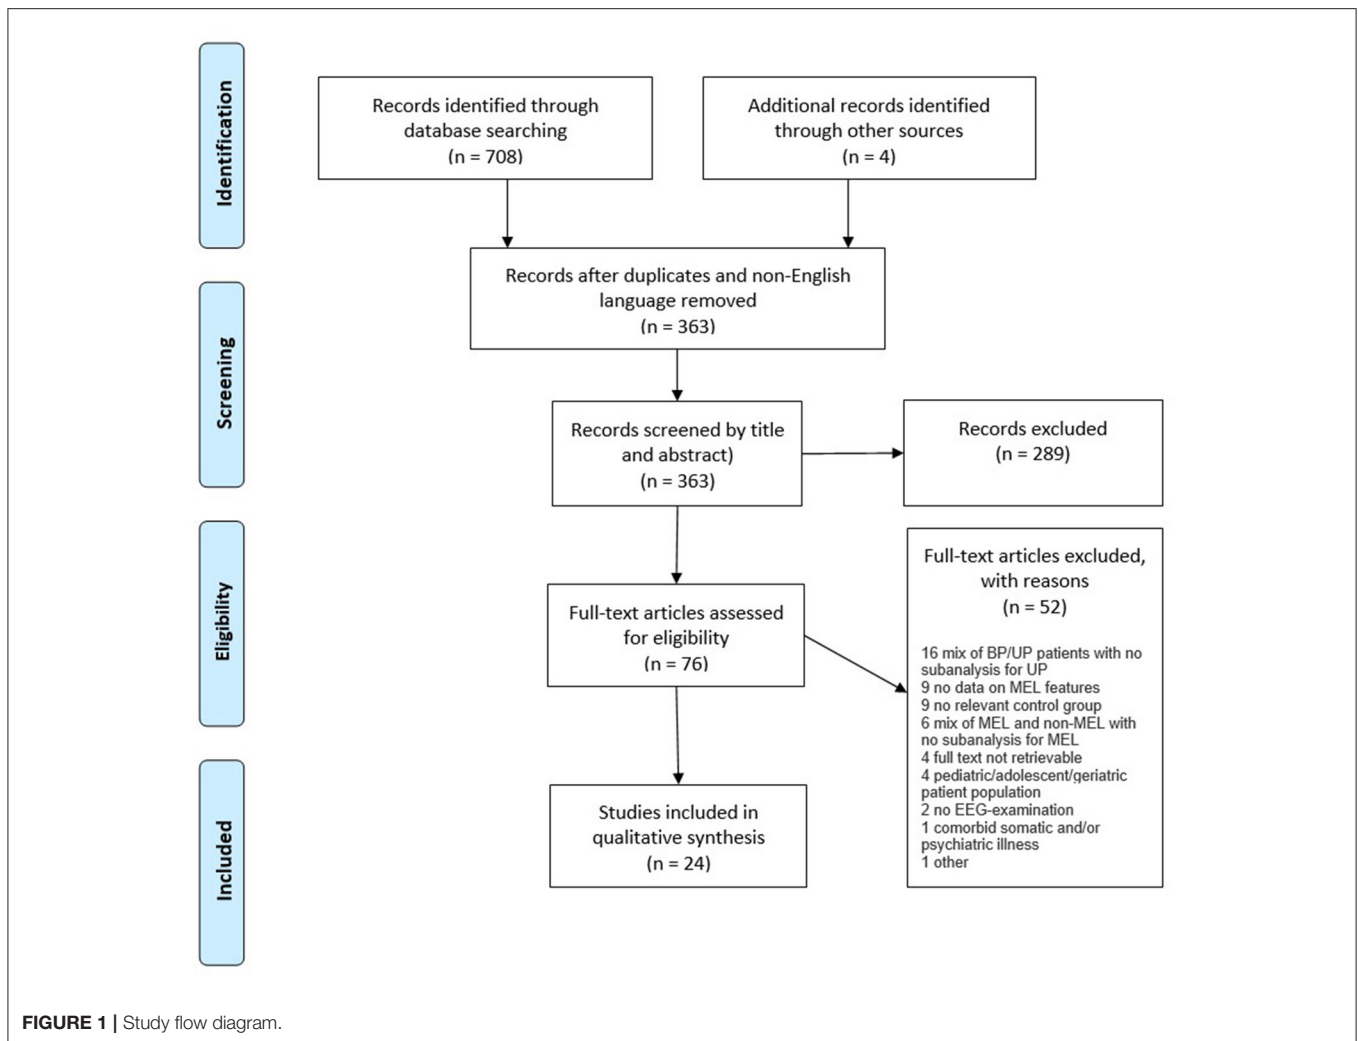 Identification
Records identified through
database searching
(n = 708)
Additional records identified
through other sources
(n = 4)
Records after duplicates and non-English
language removed
(n = 363)
Screening
Records screened by title
and abstract)
(n = 363)
Records excluded
(n = 289)
Eligibility
Full-text articles assessed
for eligibility
(n = 76)
Full-text articles excluded,
with reasons
(n = 52)
16 mix of BP/UP patients with no
subanalysis for UP
9 no data on MEL features
9 no relevant control group
6 mix of MEL and non-MEL with
no subanalysis for MEL
4 full text not retrievable
4 pediatric/adolescent/geriatric
patient population
2 no EEG-examination
1 comorbid somatic and/or
psychiatric illness
1 other
Included
Studies included in
qualitative synthesis
(n = 24)
FIGURE 1 | Study flow diagram.